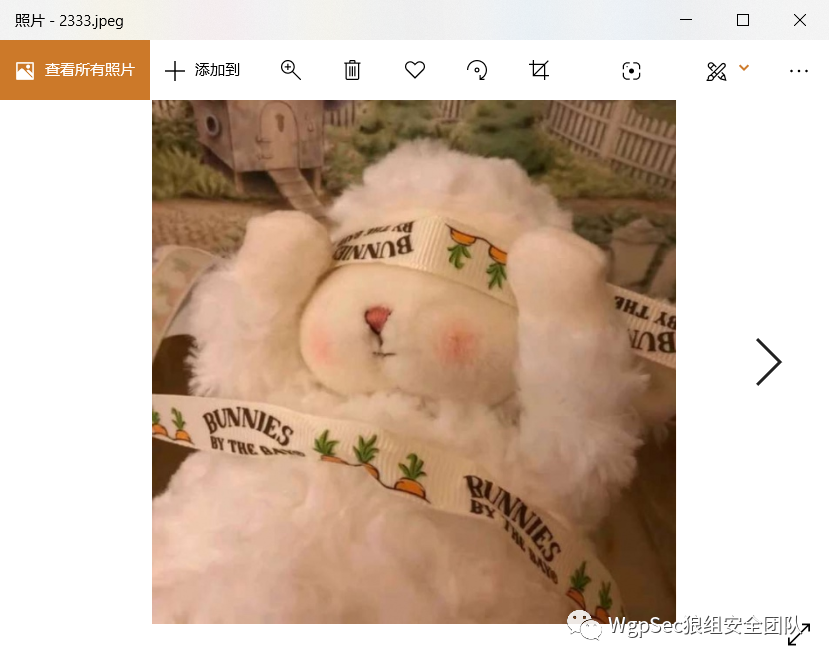 照片 - 2333.jpeg
查看所有照片
添加到
BUNNIES
BY THE BAY
BUNNIES
BY THE
BUNNIES
BY THE BAY
BUNNIES
BY THE BAYS
WgpSec狼组安全团队